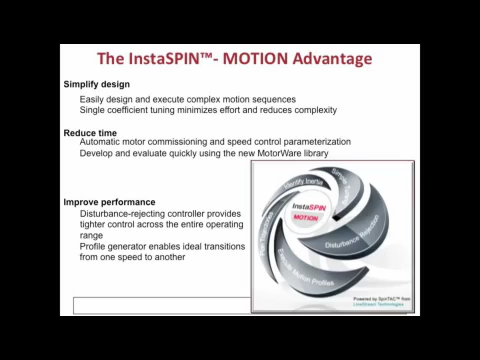 The InstaSPIN™- MOTION Advantage
Simplify design
Easily design and execute complex motion sequences
Single coefficient tuning minimizes effort and reduces complexity
Reduce time
Automatic motor commissioning and speed control parameterization
Develop and evaluate quickly using the new MotorWare library
Improve performance
Disturbance-rejecting controller provides
tighter control across the entire operating
range
Profile generator enables ideal transitions
from one speed to another
Identify Inertia
InstaSPIN
MOTION
Disturbance Rejection
Execute Motion Profiles
Powered by SpinTAC™ from
LineStream Technologies